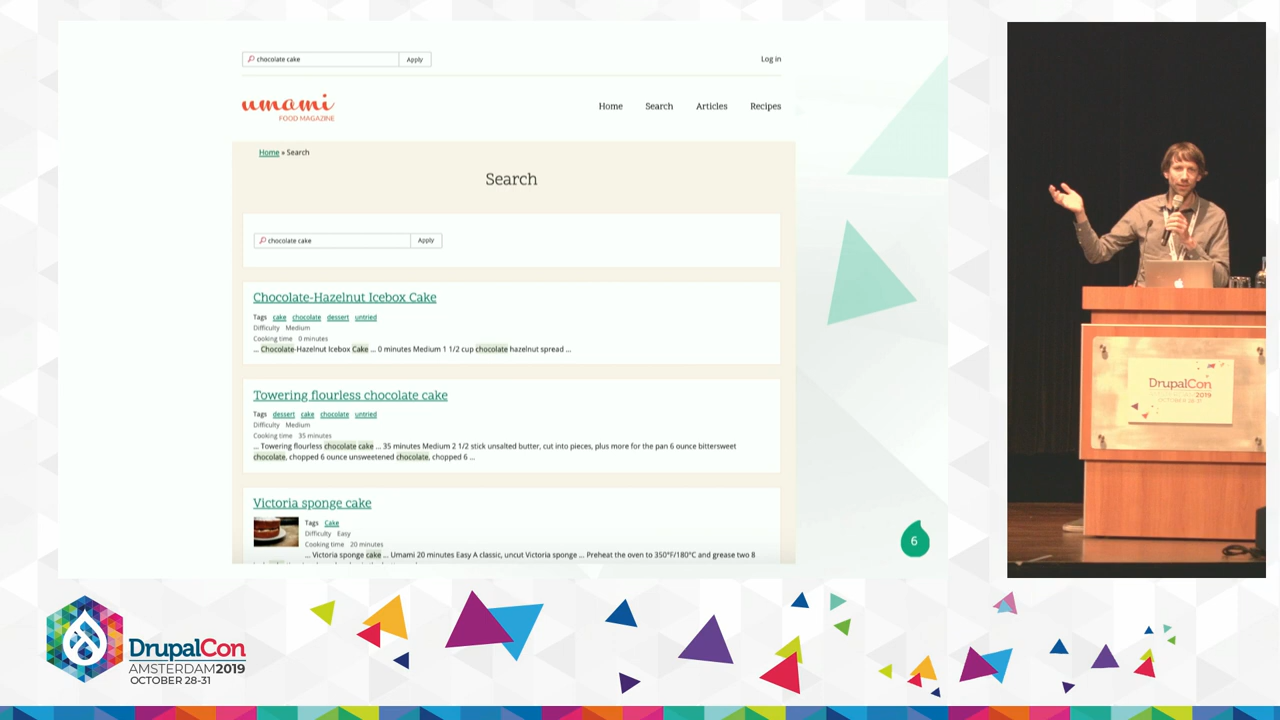 chocolate cake
Apply
Log in
umami
FOOD MAGAZINE
Home Search Articles Recipes
Home » Search
Search
chocolate cake
Apply
Chocolate-Hazelnut Icebox Cake
Tags cake chocolate dessert untried
Difficulty Medium
Cooking time 0 minutes
... Chocolate-Hazelnut Icebox Cake ... 0 minutes Medium 1 1/2 cup chocolate hazelnut spread ...
Towering flourless chocolate cake
Tags dessert cake chocolate untried
Difficulty Medium
Cooking time 35 minutes
... Towering flourless chocolate cake ... 35 minutes Medium 2 1/2 stick unsalted butter, cut into pieces, plus more for the pan 6 ounce bittersweet
chocolate, chopped 6 ounce unsweetened chocolate, chopped 6 ...
Victoria sponge cake
Tags Cake
Difficulty Easy
Cooking time 20 minutes
... Victoria sponge cake ... Umami 20 minutes Easy A classic, uncut Victoria sponge ... Preheat the oven to 350°F/180°C and grease two 8
6
DrupalCon
2019
OCTOBER 28-31
DrupalCon
AMSTERDAM2019
OCTOBER 28-31